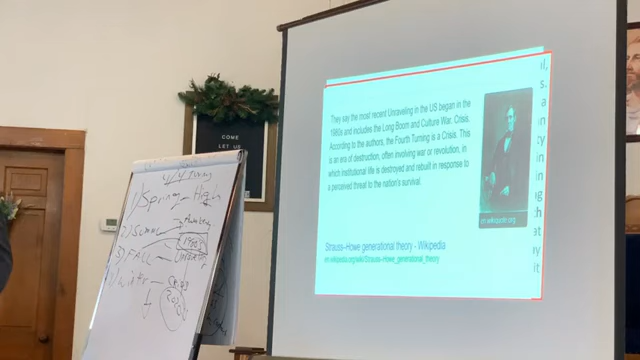 COME
LET US
4/4 Turning
1) Spring - High
2) Summ
3) FALL -
They say the most recent Unraveling in the US began in the
1980s and includes the Long Boom and Culture War. Crisis.
According to the authors, the Fourth Turning is a Crisis. This
is an era of destruction, often involving war or revolution, in
which institutional life is destroyed and rebuilt in response to
a perceived threat to the nation's survival.
en.wikipedia.org
Strauss–Howe generational theory - Wikipedia
en.wikipedia.org/wiki/Strauss–Howe_generational_theory